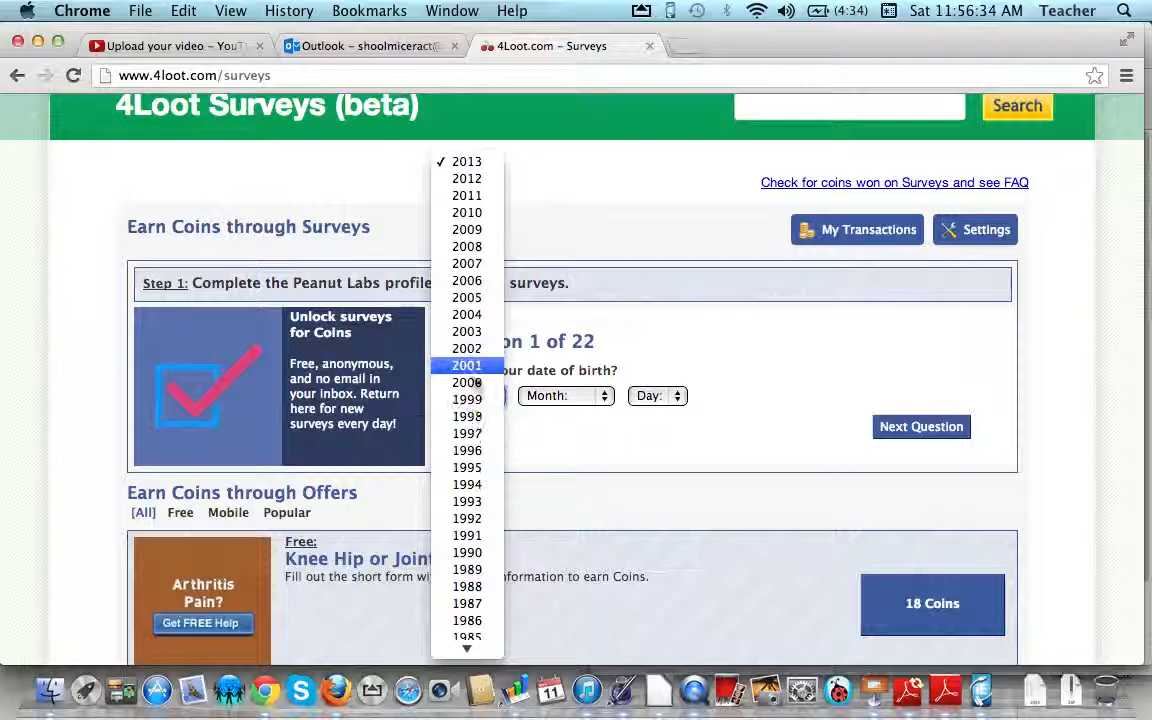 Chrome File Edit View History Bookmarks Window Help (4:34) Sat 11:56:34 AM Teacher
Upload your video – YouT Outlook – shoolmiceract@ 4Loot.com – Surveys
www.4loot.com/surveys
4Loot Surveys (beta) Search
Check for coins won on Surveys and see FAQ
Earn Coins through Surveys My Transactions Settings
Step 1: Complete the Peanut Labs profile surveys.
Unlock surveys
for Coins
Free, anonymous,
and no email in
your inbox. Return
here for new
surveys every day!
on 1 of 22
our date of birth?
Month: Day:
Next Question
✓ 2013
2012
2011
2010
2009
2008
2007
2006
2005
2004
2003
2002
2001
2000
1999
1998
1997
1996
1995
1994
1993
1992
1991
1990
1989
1988
1987
1986
1985
Earn Coins through Offers
[All] Free Mobile Popular
Arthritis
Pain?
Get FREE Help
Free:
Knee Hip or Joint
Fill out the short form wi nformation to earn Coins.
18 Coins
11